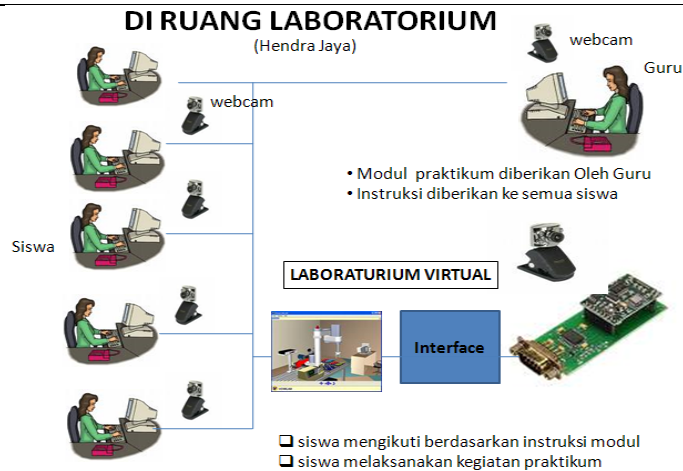 DI RUANG LABORATORIUM
(Hendra Jaya)
webcam
Guru
webcam
• Modul praktikum diberikan Oleh Guru
• Instruksi diberikan ke semua siswa
Siswa
LABORATURIUM VIRTUAL
Interface
❑ siswa mengikuti berdasarkan instruksi modul
❑ siswa melaksanakan kegiatan praktikum